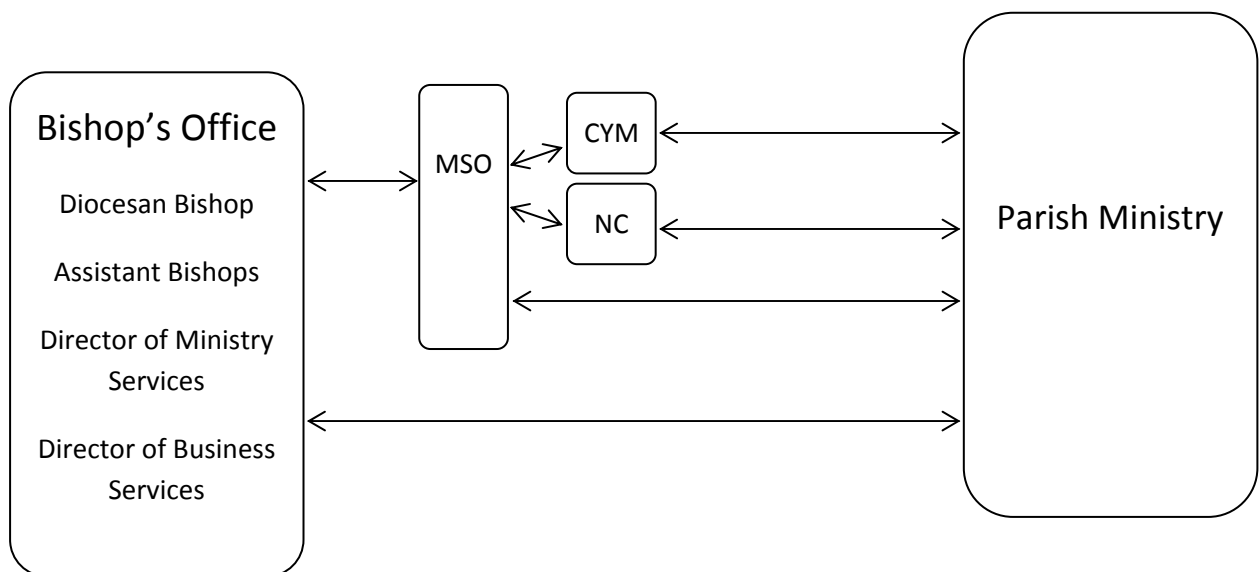 Bishop’s Office
Diocesan Bishop
Assistant Bishops
Director of Ministry
Services
Director of Business
Services
MSO
CYM
NC
Parish Ministry